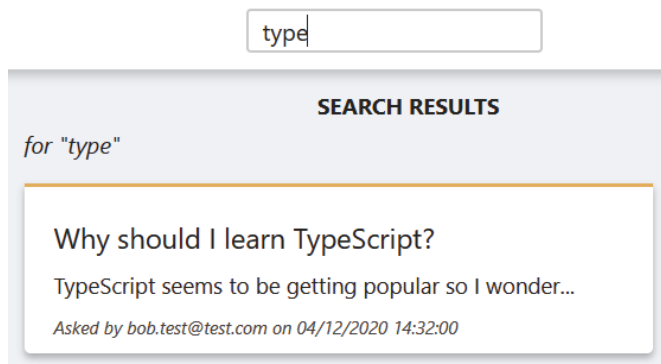 type
SEARCH RESULTS
for "type"
Why should I learn TypeScript?
TypeScript seems to be getting popular so I wonder...
Asked by bob.test@test.com on 04/12/2020 14:32:00